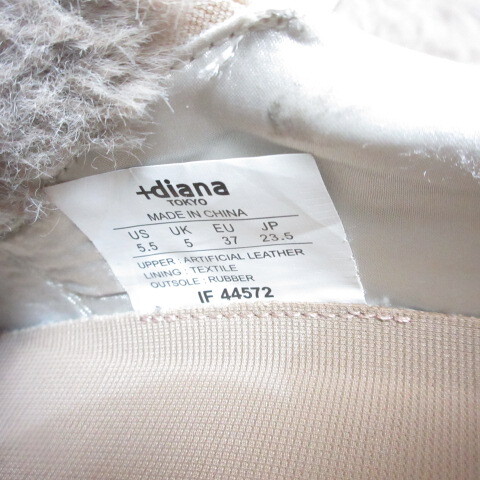 +diana
TOKYO
MADE IN CHINA
US UK EU JP
5.5 5 37 23.5
UPPER : ARTIFICIAL LEATHER
LINING : TEXTILE
OUTSOLE : RUBBER
IF 44572